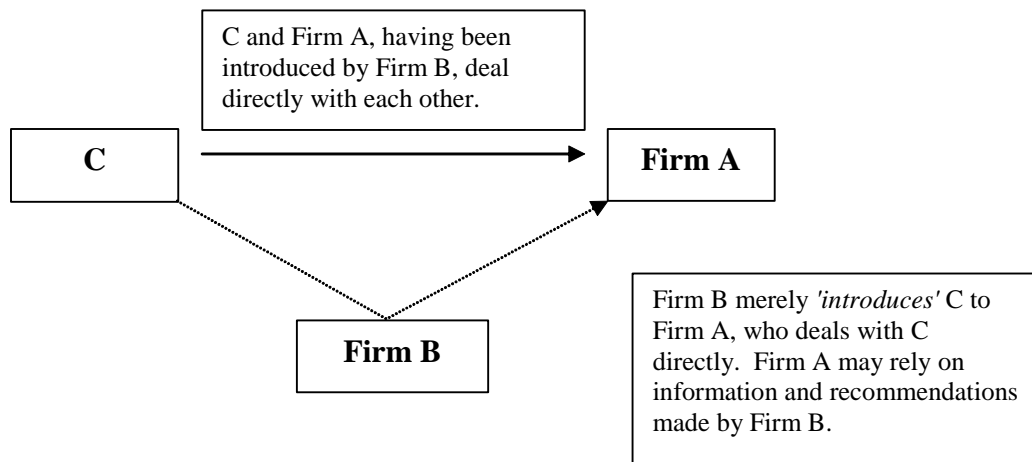 C and Firm A, having been
introduced by Firm B, deal
directly with each other.
C
Firm A
Firm B
Firm B merely 'introduces' C to
Firm A, who deals with C
directly.  Firm A may rely on
information and recommendations
made by Firm B.